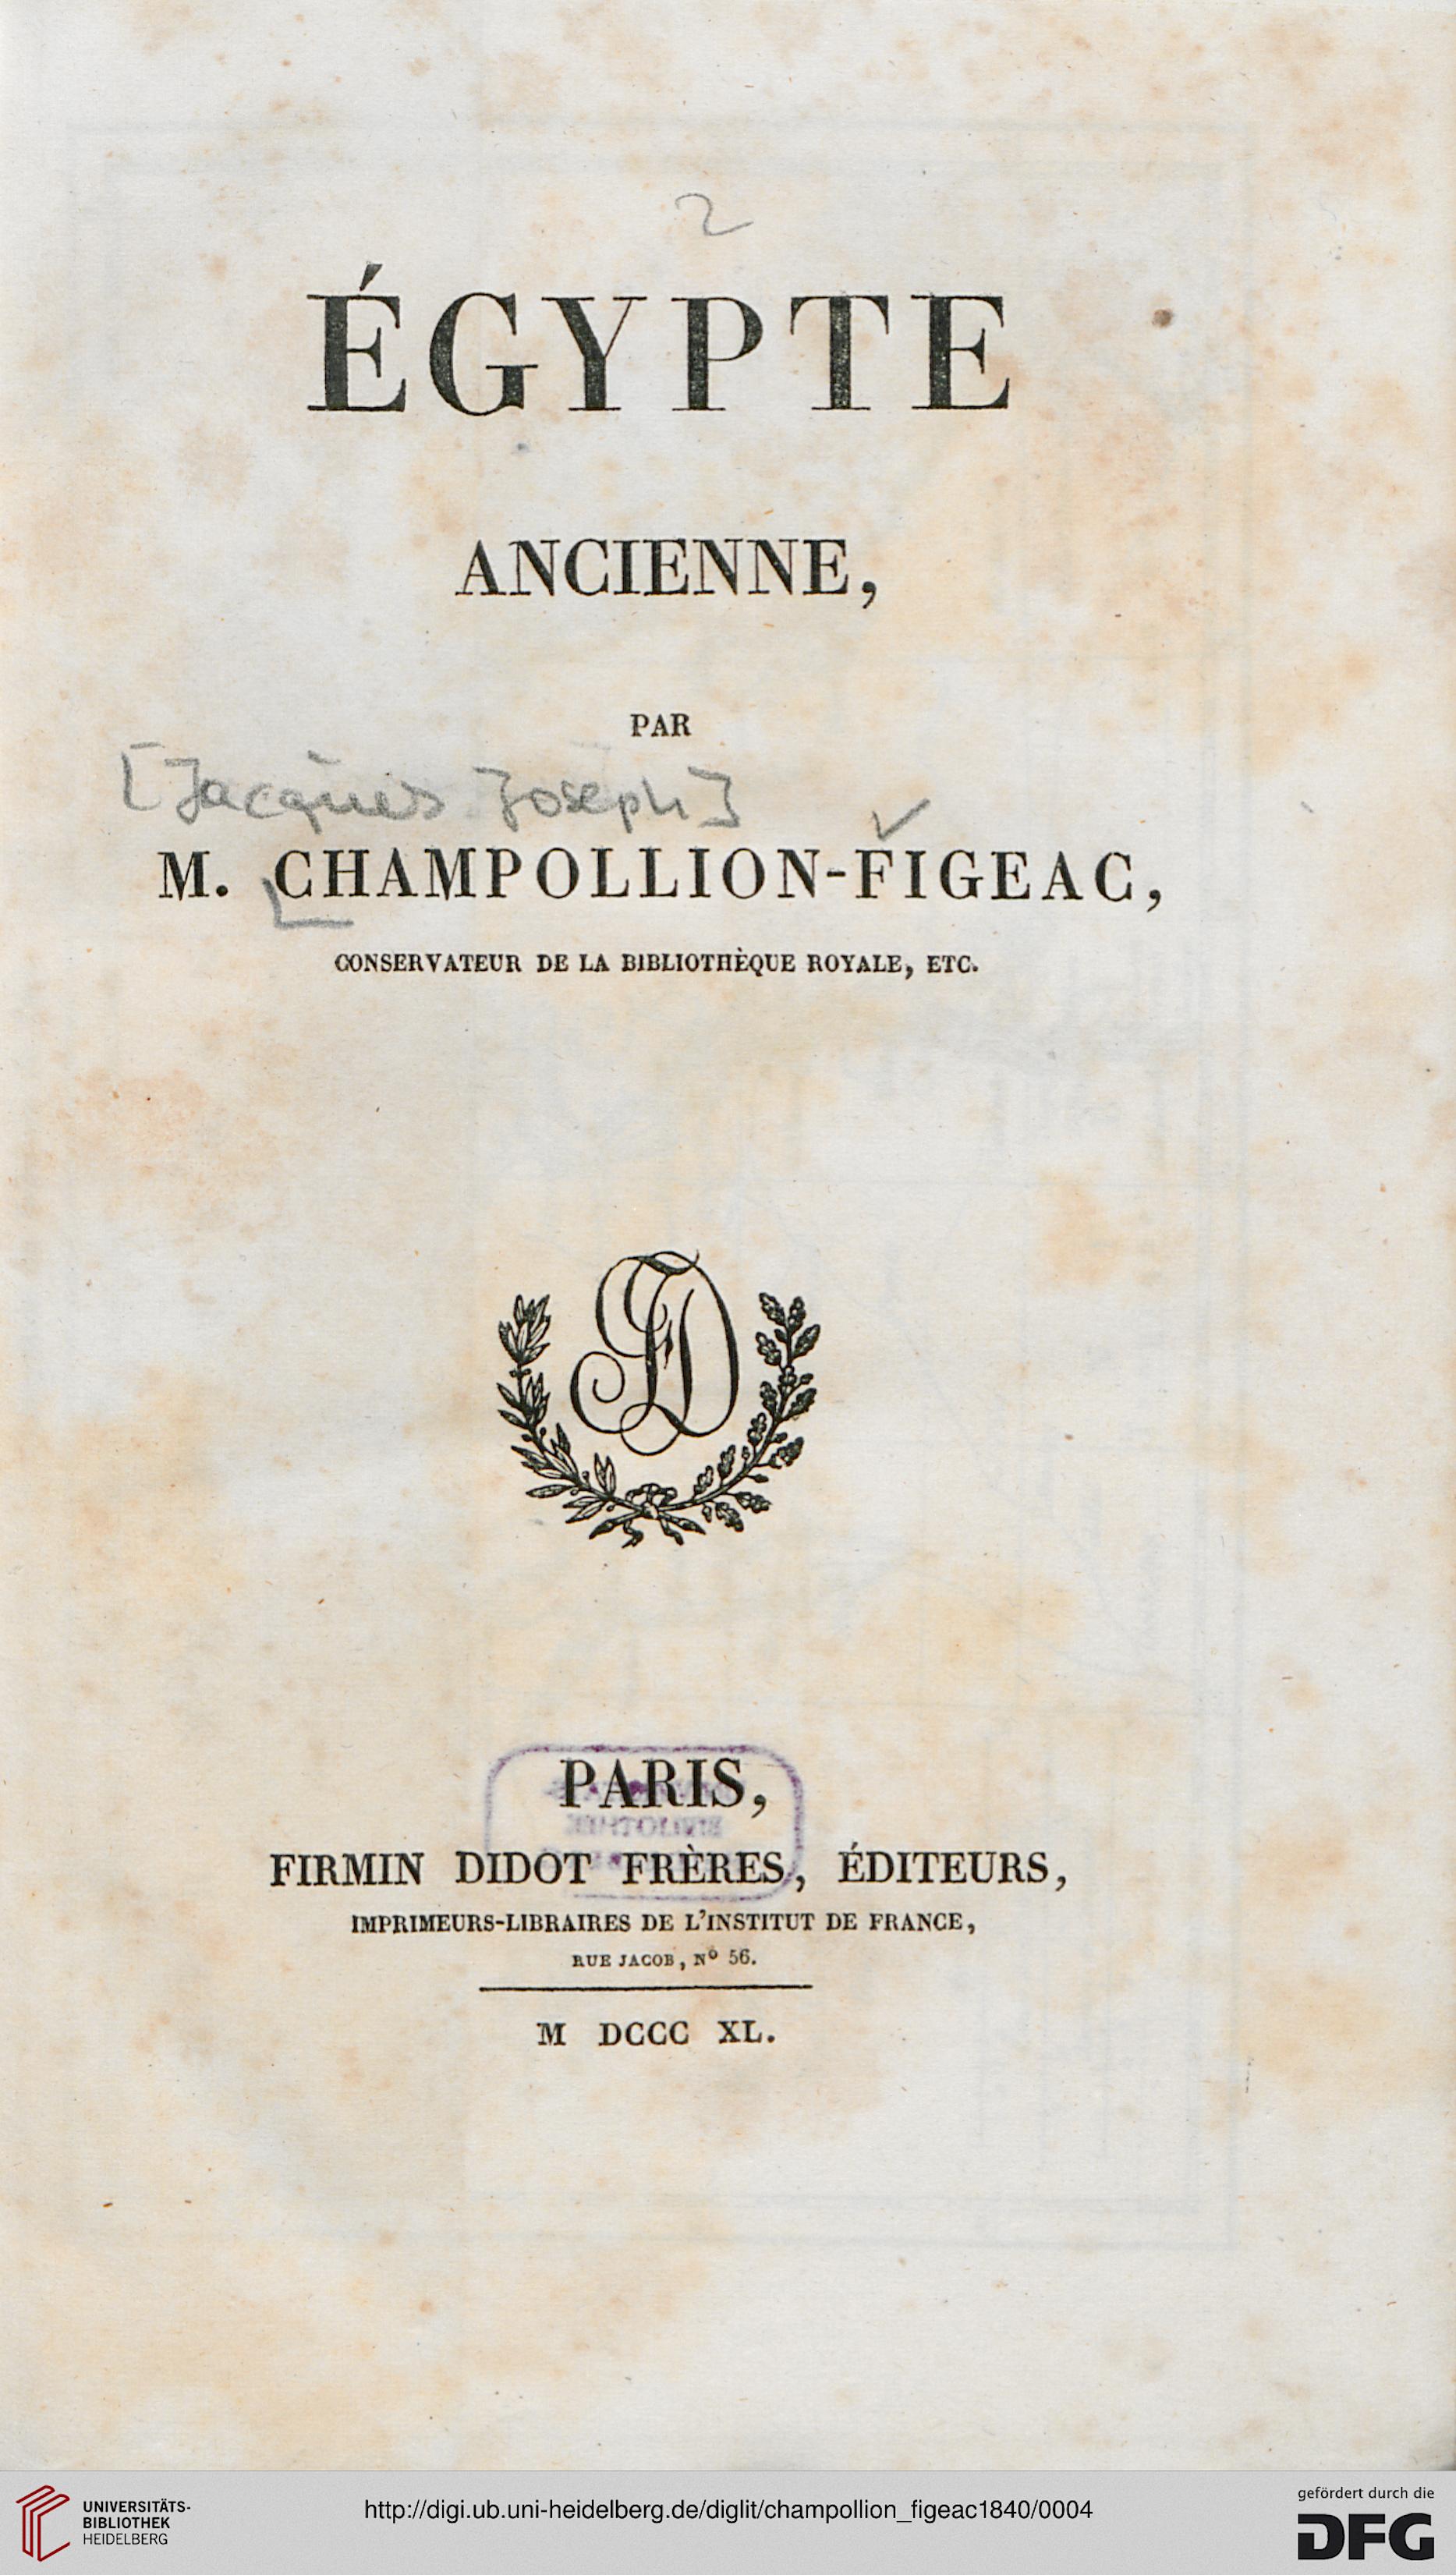 2
ÉGYPTE
ANCIENNE,
PAR
[Jacques Joseph]
M. CHAMPOLLION-FIGEAC,
CONSERVATEUR DE LA BIBLIOTHÈQUE ROYALE, ETC.
FD
PARIS,
FIRMIN DIDOT FRÈRES, ÉDITEURS,
IMPRIMEURS-LIBRAIRES DE L'INSTITUT DE FRANCE,
RUE JACOB, Nº 56.
M DCCC XL.
UNIVERSITÄTS-
BIBLIOTHEK
HEIDELBERG
http://digi.ub.uni-heidelberg.de/diglit/champollion_figeac1840/0004
gefördert durch die
DFG